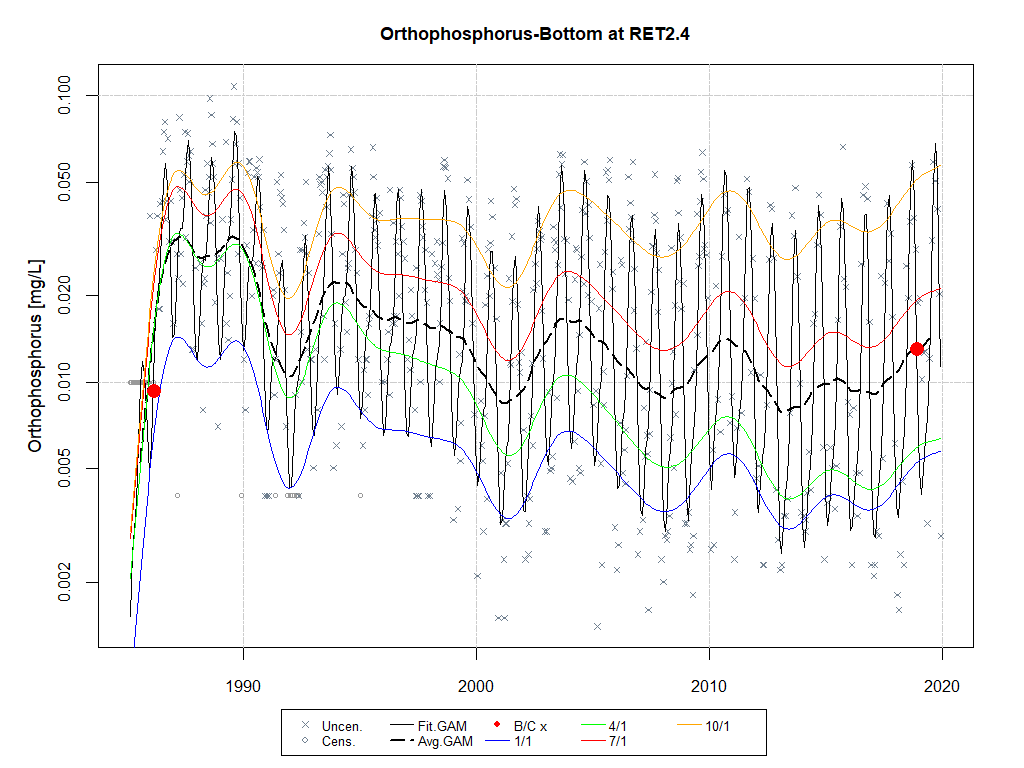 Orthophosphorus-Bottom at RET2.4
Orthophosphorus [mg/L]
0.100
0.050
0.020
0.010
0.005
0.002
1990 2000 2010 2020
Uncen. Fit.GAM B/C x 4/1 10/1
Cens. Avg.GAM 1/1 7/1